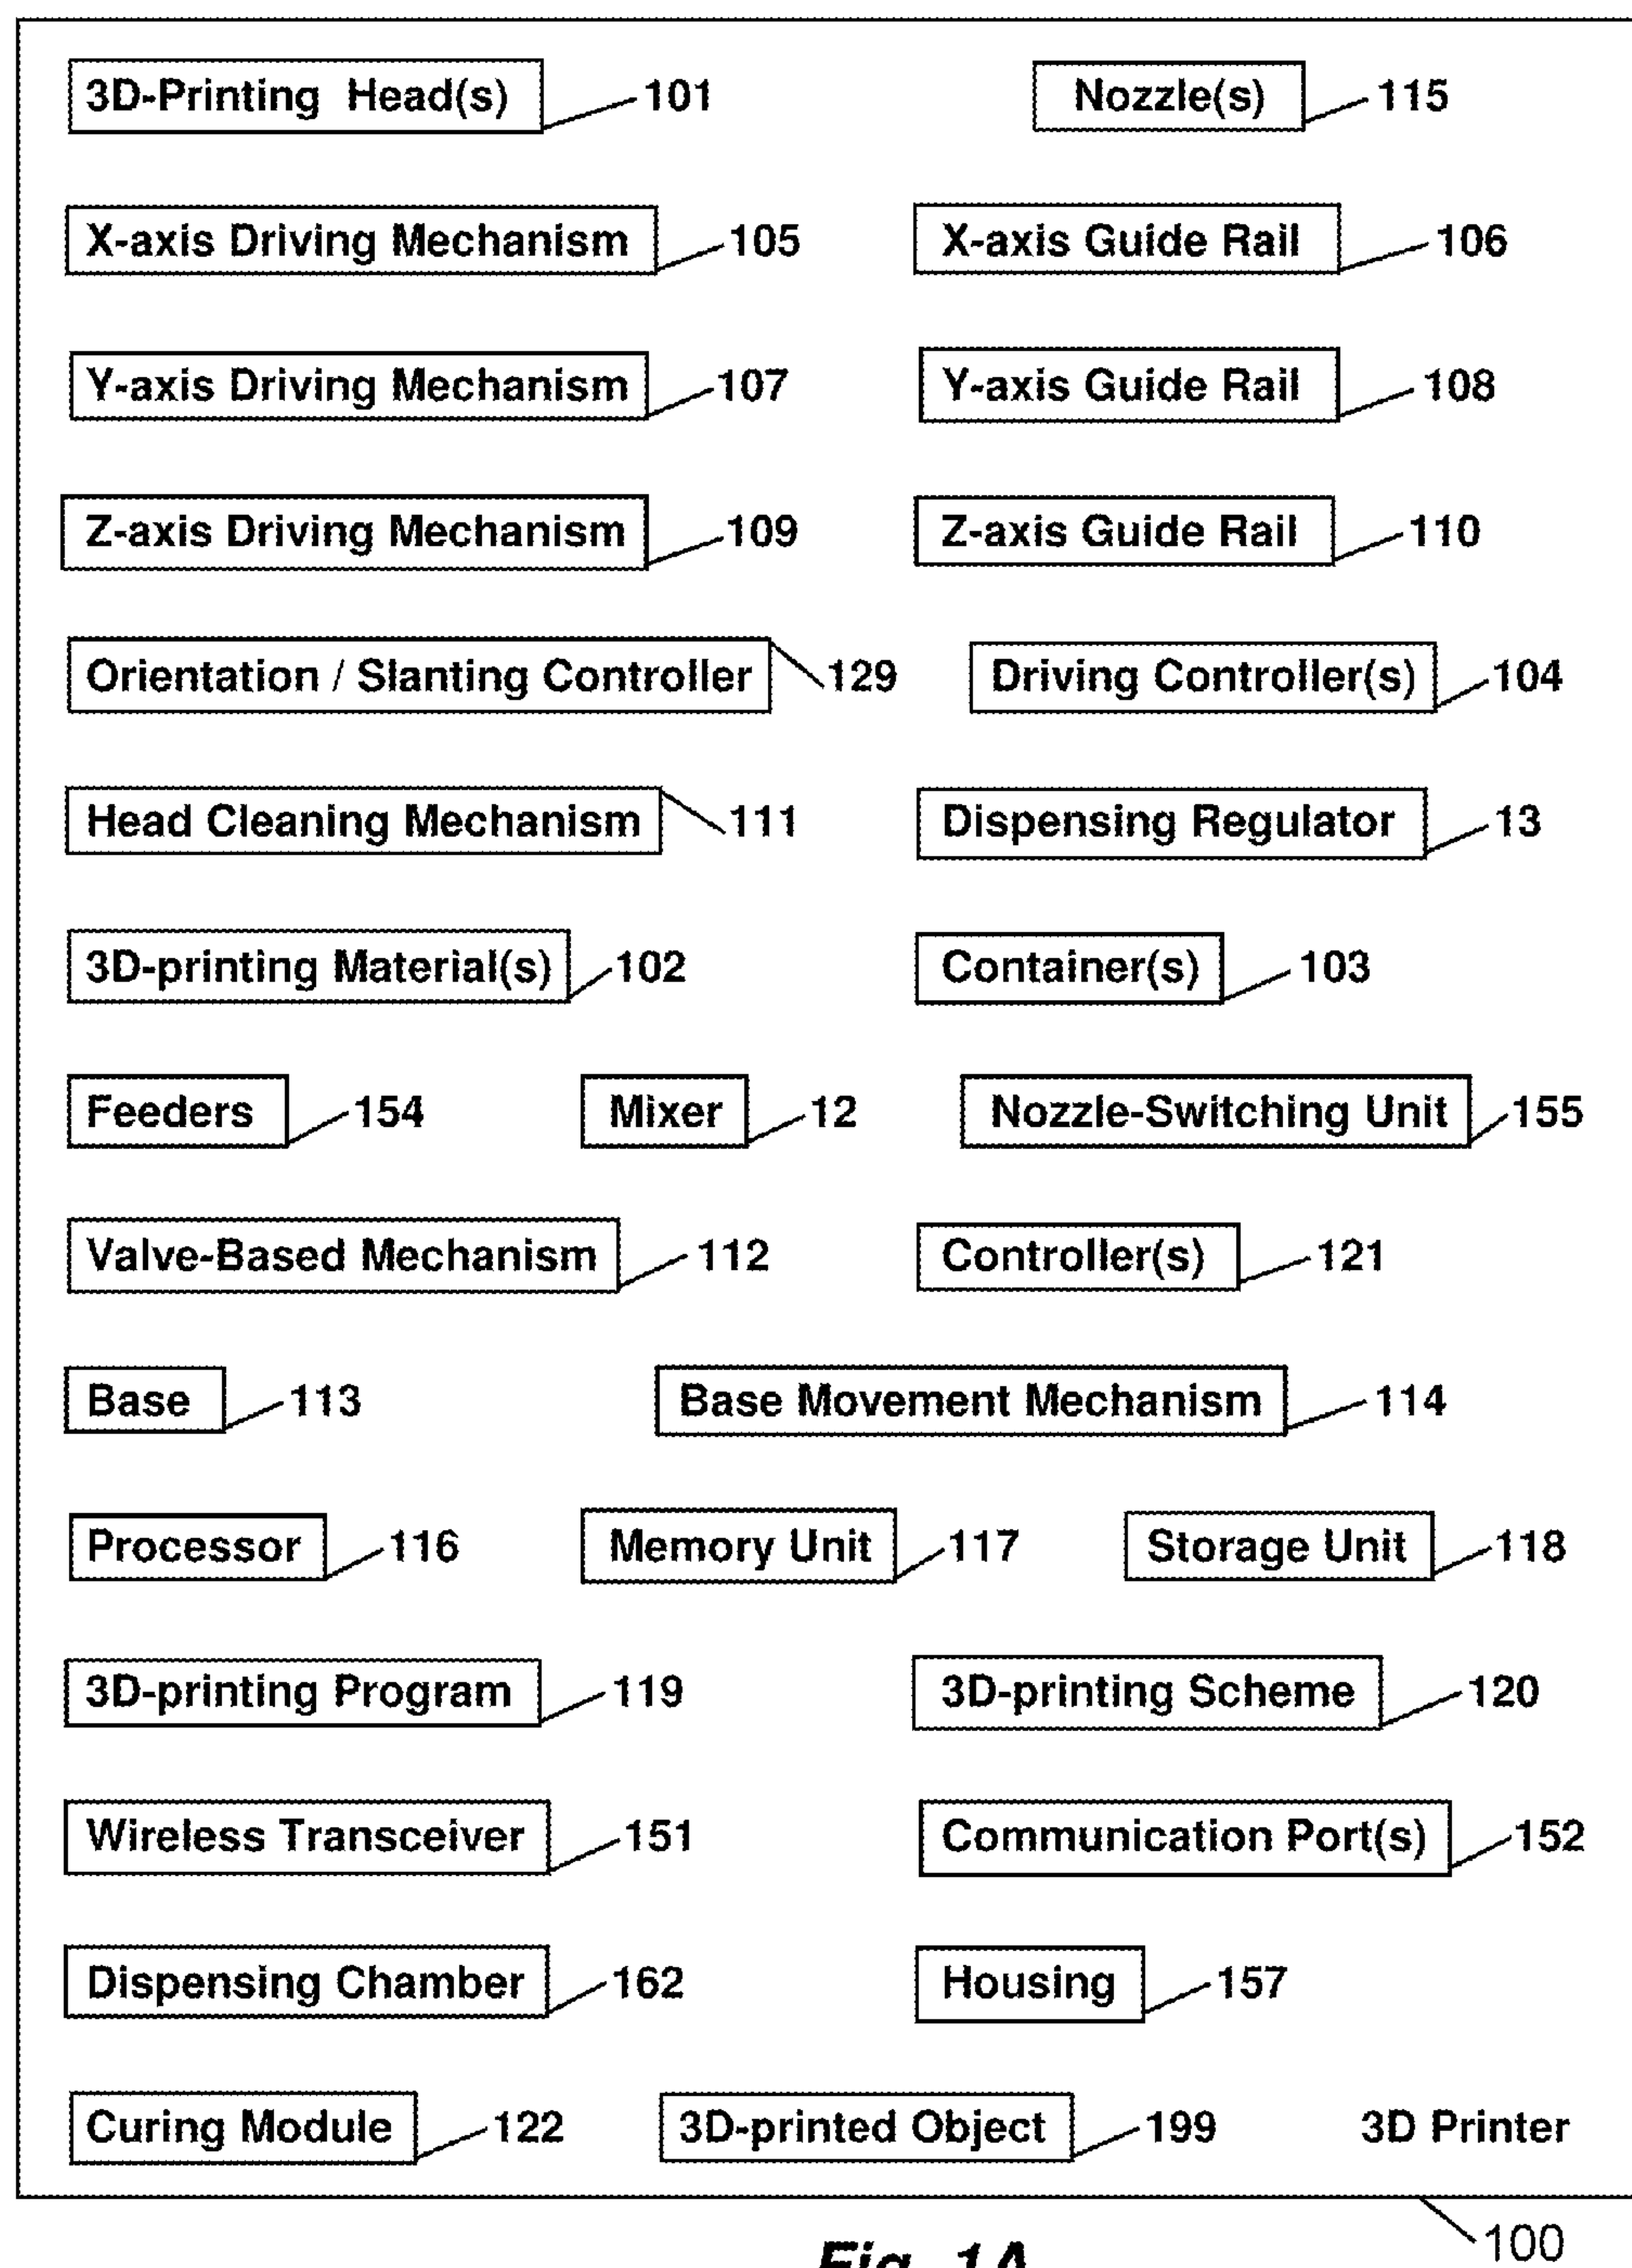 3D-Printing Head(s) 101 Nozzle(s) 115
X-axis Driving Mechanism 105 X-axis Guide Rail 106
Y-axis Driving Mechanism 107 Y-axis Guide Rail 108
Z-axis Driving Mechanism 109 Z-axis Guide Rail 110
Orientation / Slanting Controller 129 Driving Controller(s) 104
Head Cleaning Mechanism 111 Dispensing Regulator 13
3D-printing Material(s) 102 Container(s) 103
Feeders 154 Mixer 12 Nozzle-Switching Unit 155
Valve-Based Mechanism 112 Controller(s) 121
Base 113 Base Movement Mechanism 114
Processor 116 Memory Unit 117 Storage Unit 118
3D-printing Program 119 3D-printing Scheme 120
Wireless Transceiver 151 Communication Port(s) 152
Dispensing Chamber 162 Housing 157
Curing Module 122 3D-printed Object 199 3D Printer
100
Fig. 1A